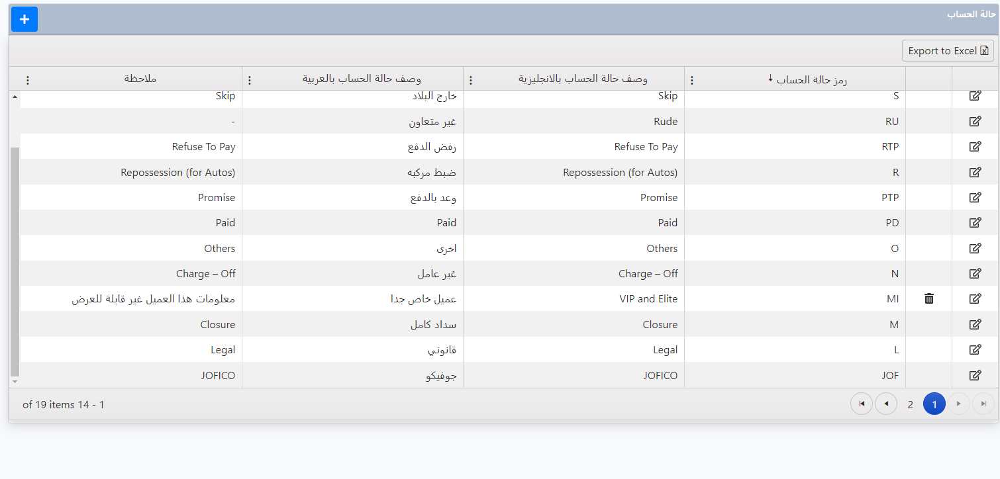 حالة الحساب
Export to Excel
رمز حالة الحساب وصف حالة الحساب بالانجليزية وصف حالة الحساب بالعربية ملاحظة
S Skip خارج البلاد Skip
RU Rude غير متعاون -
RTP Refuse To Pay رفض الدفع Refuse To Pay
R Repossession (for Autos) ضبط مركبه Repossession (for Autos)
PTP Promise وعد بالدفع Promise
PD Paid Paid Paid
O Others اخرى Others
N Charge – Off غير عامل Charge – Off
MI VIP and Elite عميل خاص جدا معلومات هذا العميل غير قابلة للعرض
M Closure سداد كامل Closure
L Legal قانوني Legal
JOF JOFICO جوفيكو JOFICO
1 2 of 19 items 14 - 1